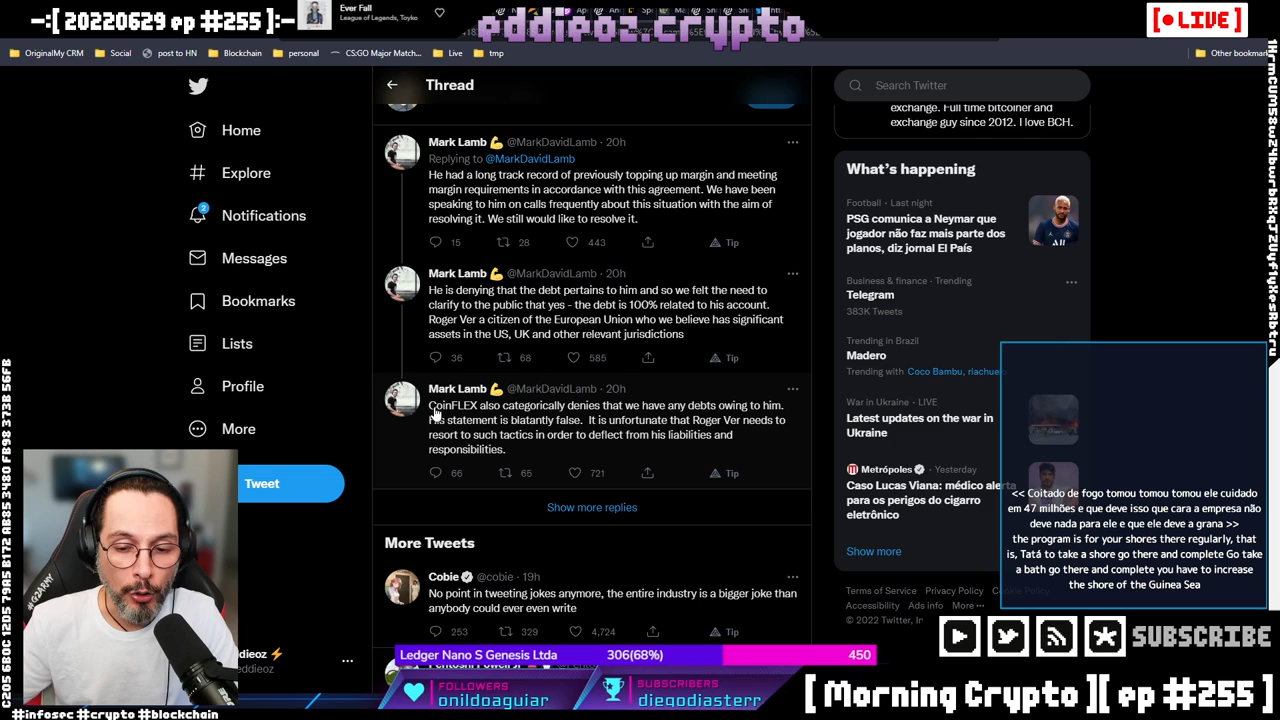 –:[ 20220629 ep #255 ]:–
Ever Fall
League of Legends, Toyko
eddieoz.crypto
[● LIVE]
OriginalMy CRM
Social
post to HN
Blockchain
personal
CS:GO Major Match...
Live
tmp
Other bookmar
Home
Explore
2
Notifications
Messages
Bookmarks
Lists
Profile
More
Tweet
eddieoz
Thread
Mark Lamb 💪 @MarkDavidLamb · 20h
Replying to @MarkDavidLamb
He had a long track record of previously topping up margin and meeting
margin requirements in accordance with this agreement. We have been
speaking to him on calls frequently about this situation with the aim of
resolving it. We still would like to resolve it.
15 28 443 Tip
Mark Lamb 💪 @MarkDavidLamb · 20h
He is denying that the debt pertains to him and so we felt the need to
clarify to the public that yes - the debt is 100% related to his account.
Roger Ver a citizen of the European Union who we believe has significant
assets in the US, UK and other relevant jurisdictions
36 68 585 Tip
Mark Lamb 💪 @MarkDavidLamb · 20h
CoinFLEX also categorically denies that we have any debts owing to him.
His statement is blatantly false. It is unfortunate that Roger Ver needs to
resort to such tactics in order to deflect from his liabilities and
responsibilities.
66 65 721 Tip
Show more replies
More Tweets
Cobie @cobie · 19h
No point in tweeting jokes anymore, the entire industry is a bigger joke than
anybody could ever even write
253 329 4,724 Tip
Search Twitter
exchange. Full time bitcoiner and
exchange guy since 2012. I love BCH.
What's happening
Football · Last night
PSG comunica a Neymar que
jogador não faz mais parte dos
planos, diz jornal El País
Business & finance · Trending
Telegram
383K Tweets
Trending in Brazil
Madero
Trending with Coco Bambu, riachue
War in Ukraine · LIVE
Latest updates on the war in
Ukraine
Metrópoles · Yesterday
Caso Lucas Viana: médico alerta
para os perigos do cigarro
eletrônico
Show more
Terms of Service Privacy Policy
Accessibility Ads info More
© 2022 Twitter, In
<< Coitado de fogo tomou tomou tomou ele cuidado
em 47 milhões e que deve isso que cara a empresa não
deve nada para ele e que ele deve a grana >>
the program is for your shores there regularly, that
is, Tatá to take a shore go there and complete Go take
a bath go there and complete you have to increase
the shore of the Guinea Sea
Ledger Nano S Genesis Ltda 306(68%) 450
FOLLOWERS
onildoaguiar
SUBSCRIBERS
diegodiasterr
SUBSCRIBE
[ Morning Crypto ][ ep #255 ]
#infosec #crypto #blockchain